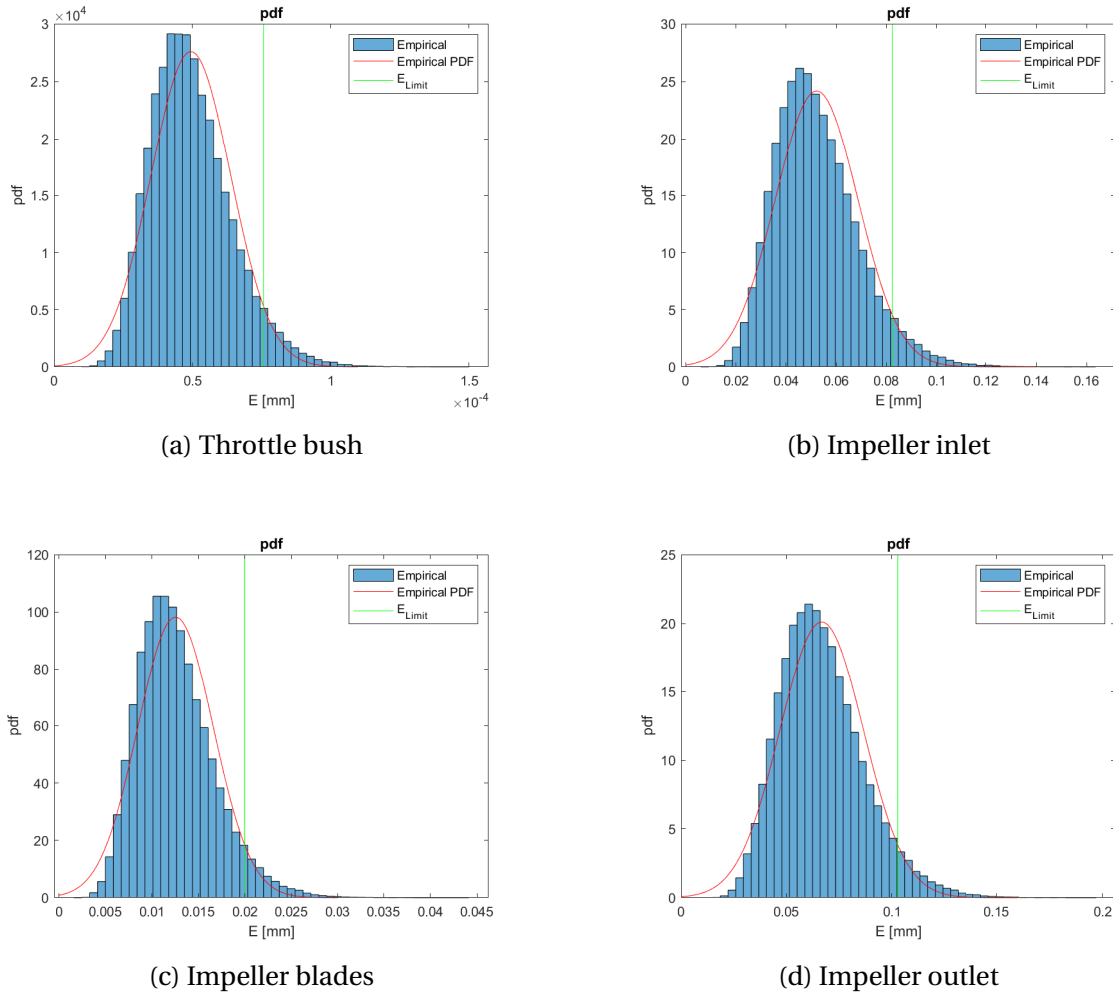 pdf
×10⁴
3
2.5
2
1.5
1
0.5
0
pdf
0 0.5 1 1.5
E [mm]
×10⁻⁴
Empirical
Empirical PDF
E_Limit
(a) Throttle bush
pdf
30
25
20
15
10
5
0
pdf
0 0.02 0.04 0.06 0.08 0.1 0.12 0.14 0.16
E [mm]
Empirical
Empirical PDF
E_Limit
(b) Impeller inlet
pdf
120
100
80
60
40
20
0
pdf
0 0.005 0.01 0.015 0.02 0.025 0.03 0.035 0.04 0.045
E [mm]
Empirical
Empirical PDF
E_Limit
(c) Impeller blades
pdf
25
20
15
10
5
0
pdf
0 0.05 0.1 0.15 0.2
E [mm]
Empirical
Empirical PDF
E_Limit
(d) Impeller outlet